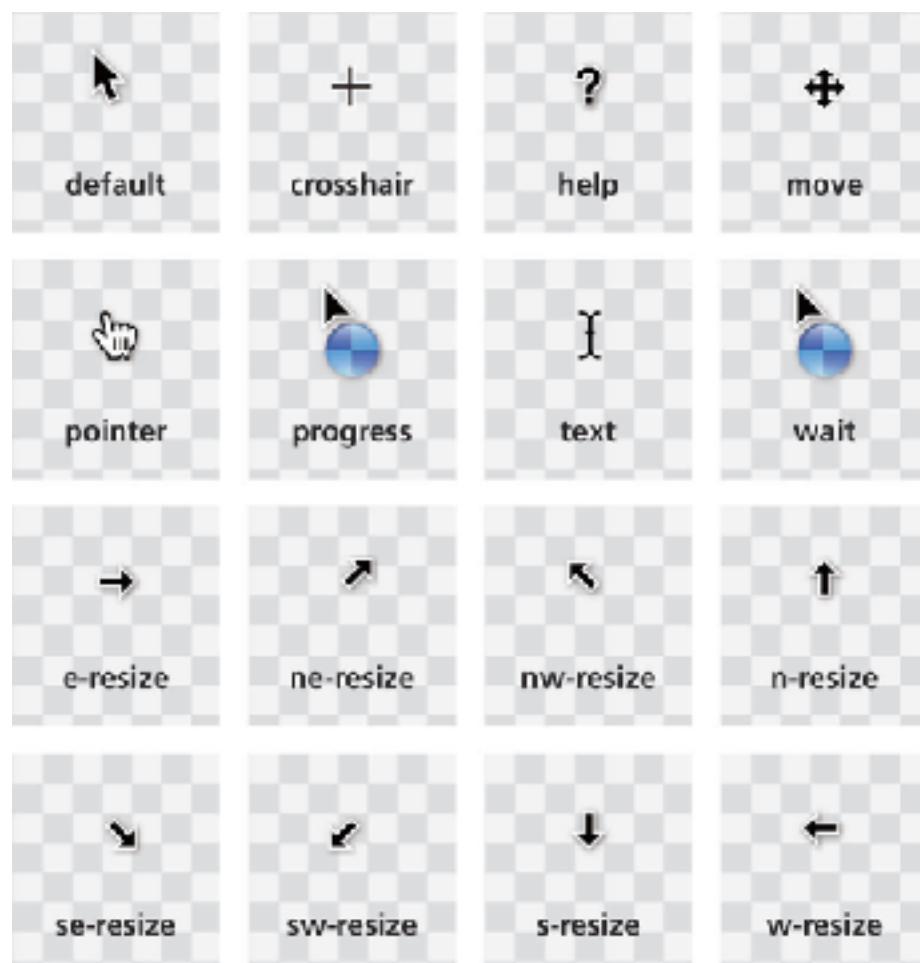 default
crosshair
?
help
move
pointer
progress
text
wait
e-resize
ne-resize
nw-resize
n-resize
se-resize
sw-resize
s-resize
w-resize